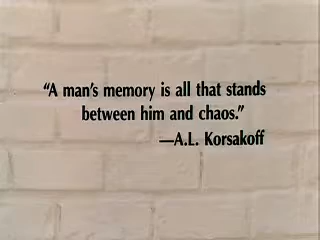 “A man’s memory is all that stands
between him and chaos.”
—A.L. Korsakoff